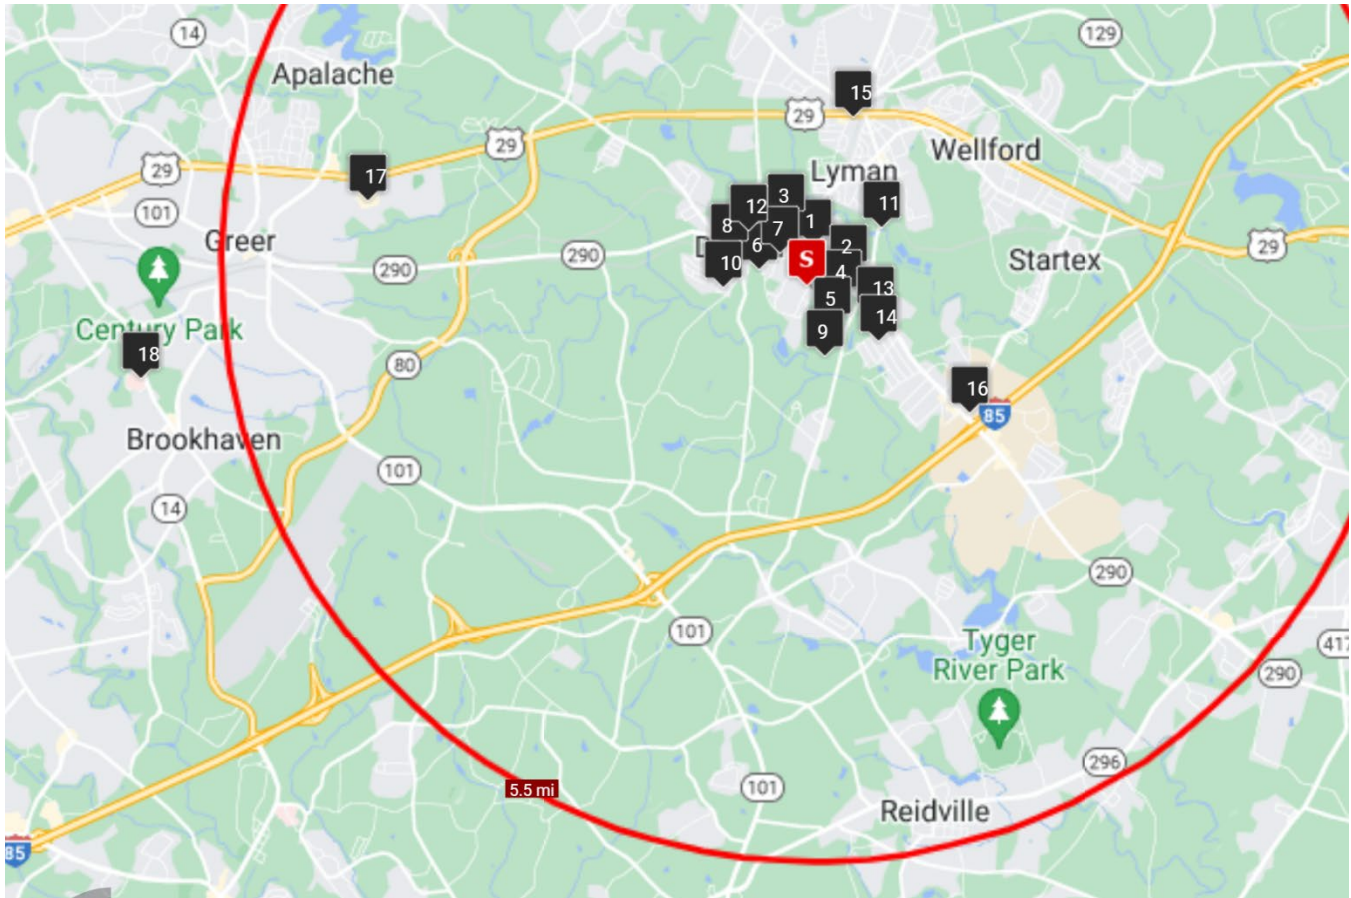 14
129
Apalache
15
29
29
Wellford
29
17
Lyman
3
12
11
101
8
7
1
Greer
6
2
29
290
290
D
10
S
Startex
4
13
5
14
Century Park
9
18
80
16
85
Brookhaven
101
14
290
101
Tyger
River Park
417
290
296
5.5 mi
101
Reidville
85